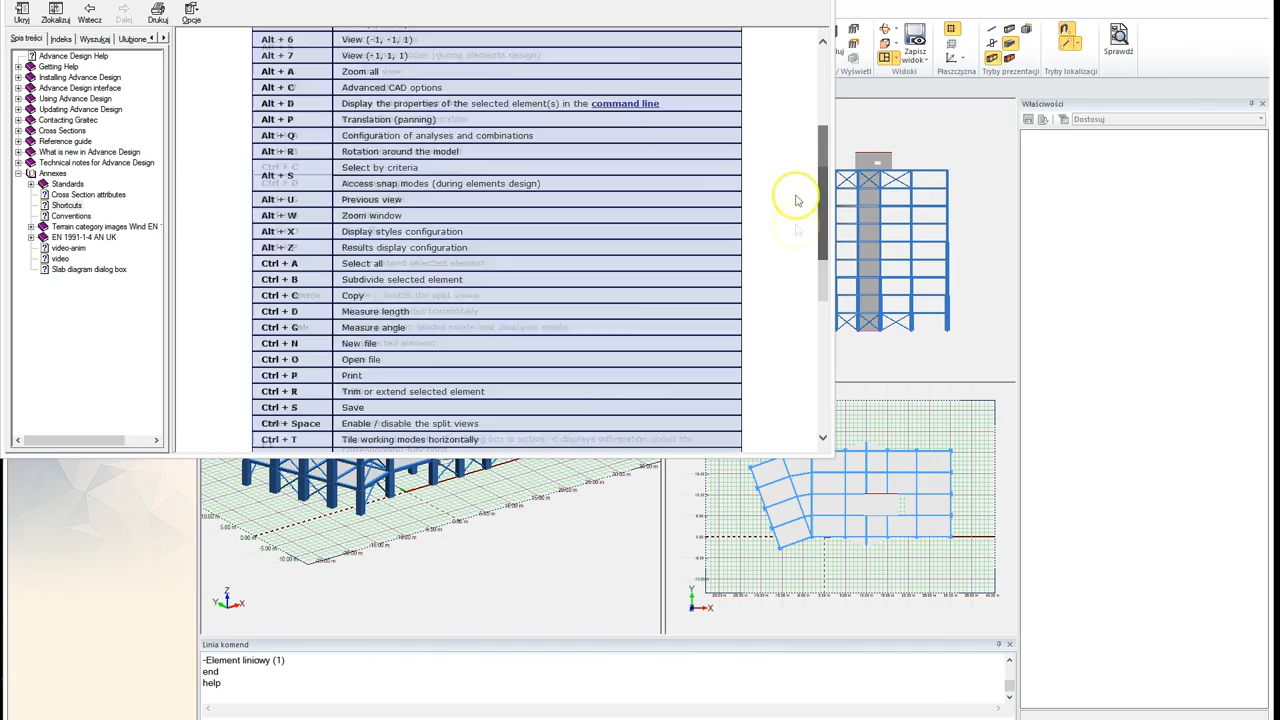 Ukryj Zlokalizuj Wstecz Dalej Drukuj Opcje
Spis treści Indeks Wyszukaj Ulubione
Advance Design Help
Getting Help
Installing Advance Design
Advance Design interface
Using Advance Design
Updating Advance Design
Contacting Graitec
Cross Sections
Reference guide
What is new in Advance Design
Technical notes for Advance Design
Annexes
Standards
Cross Section attributes
Shortcuts
Conventions
Terrain category images Wind EN
EN 1991-1-4 AN UK
video-anim
video
Slab diagram dialog box
Alt + 6 View (-1, -1, 1)
Alt + 7 View (-1, 1, 1)
Alt + A Zoom all
Alt + C Advanced CAD options
Alt + D Display the properties of the selected element(s) in the command line
Alt + P Translation (panning)
Alt + Q Configuration of analyses and combinations
Alt + R Rotation around the model
Alt + S Select by criteria
Access snap modes (during elements design)
Alt + U Previous view
Alt + W Zoom window
Alt + X Display styles configuration
Alt + Z Results display configuration
Ctrl + A Select all
Ctrl + B Subdivide selected element
Ctrl + C Copy
Ctrl + D Measure length
Ctrl + G Measure angle
Ctrl + N New file
Ctrl + O Open file
Ctrl + P Print
Ctrl + R Trim or extend selected element
Ctrl + S Save
Ctrl + Space Enable / disable the split views
Ctrl + T Tile working modes horizontally
Zapisz
widok
Sprawdź
Wyświetl Widoki Płaszczyzna Tryby prezentacji Tryby lokalizacji
Właściwości
Dostosuj
Z
Y X
Y
X
Linia komend
-Element liniowy (1)
end
help